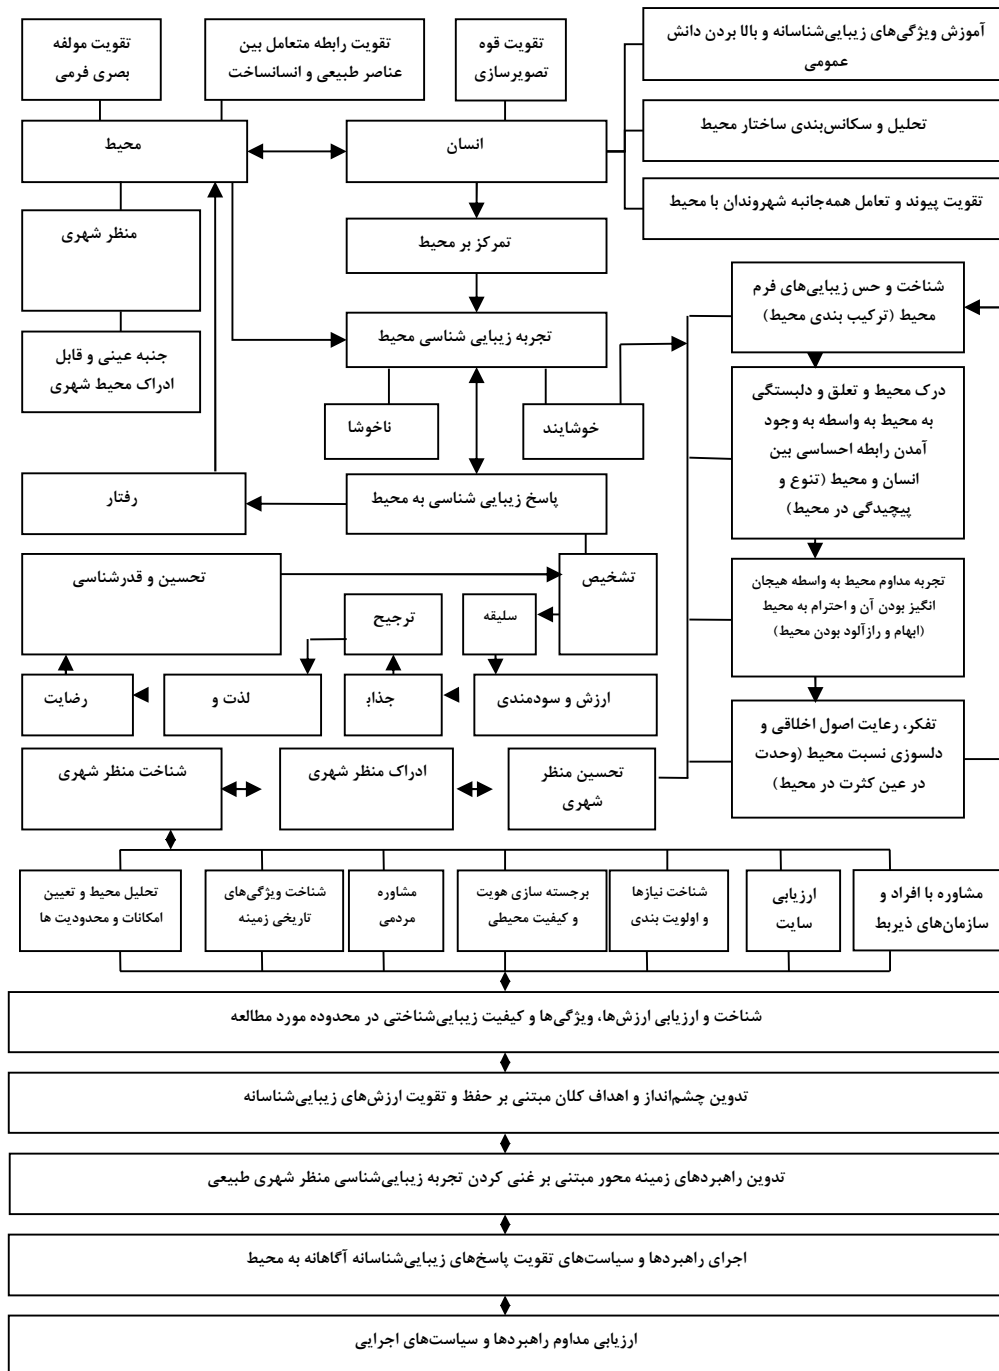 آموزش ویژگی‌های زیبایی‌شناسانه و بالا بردن دانش
عمومی
تقویت قوه
تصویرسازی
تقویت رابطه متعامل بین
عناصر طبیعی و انسانساخت
تقویت مولفه
بصری فرمی
تحلیل و سکانس‌بندی ساختار محیط
انسان
محیط
تقویت پیوند و تعامل همه‌جانبه شهروندان با محیط
تمرکز بر محیط
منظر شهری
شناخت و حس زیبایی‌های فرم
محیط (ترکیب بندی محیط)
تجربه زیبایی شناسی محیط
جنبه عینی و قابل
ادراک محیط شهری
درک محیط و تعلق و دلبستگی
به محیط به واسطه به وجود
آمدن رابطه احساسی بین
انسان و محیط (تنوع و
پیچیدگی در محیط)
خوشایند
ناخوشا
پاسخ زیبایی شناسی به محیط
رفتار
تجربه مداوم محیط به واسطه هیجان
انگیز بودن آن و احترام به محیط
(ابهام و رازآلود بودن محیط)
تشخیص
تحسین و قدرشناسی
سلیقه
ترجیح
ارزش و سودمندی
جذاب
لذت و
رضایت
تفکر، رعایت اصول اخلاقی و
دلسوزی نسبت محیط (وحدت
در عین کثرت در محیط)
تحسین منظر
شهری
ادراک منظر شهری
شناخت منظر شهری
مشاوره با افراد و
سازمان‌های ذیربط
ارزیابی
سایت
شناخت نیازها
و اولویت بندی
برجسته سازی هویت
و کیفیت محیطی
مشاوره
مردمی
شناخت ویژگی‌های
تاریخی زمینه
تحلیل محیط و تعیین
امکانات و محدودیت ها
شناخت و ارزیابی ارزش‌ها، ویژگی‌ها و کیفیت زیبایی‌شناختی در محدوده مورد مطالعه
تدوین چشم‌انداز و اهداف کلان مبتنی بر حفظ و تقویت ارزش‌های زیبایی‌شناسانه
تدوین راهبردهای زمینه محور مبتنی بر غنی کردن تجربه زیبایی‌شناسی منظر شهری طبیعی
اجرای راهبردها و سیاست‌های تقویت پاسخ‌های زیبایی‌شناسانه آگاهانه به محیط
ارزیابی مداوم راهبردها و سیاست‌های اجرایی